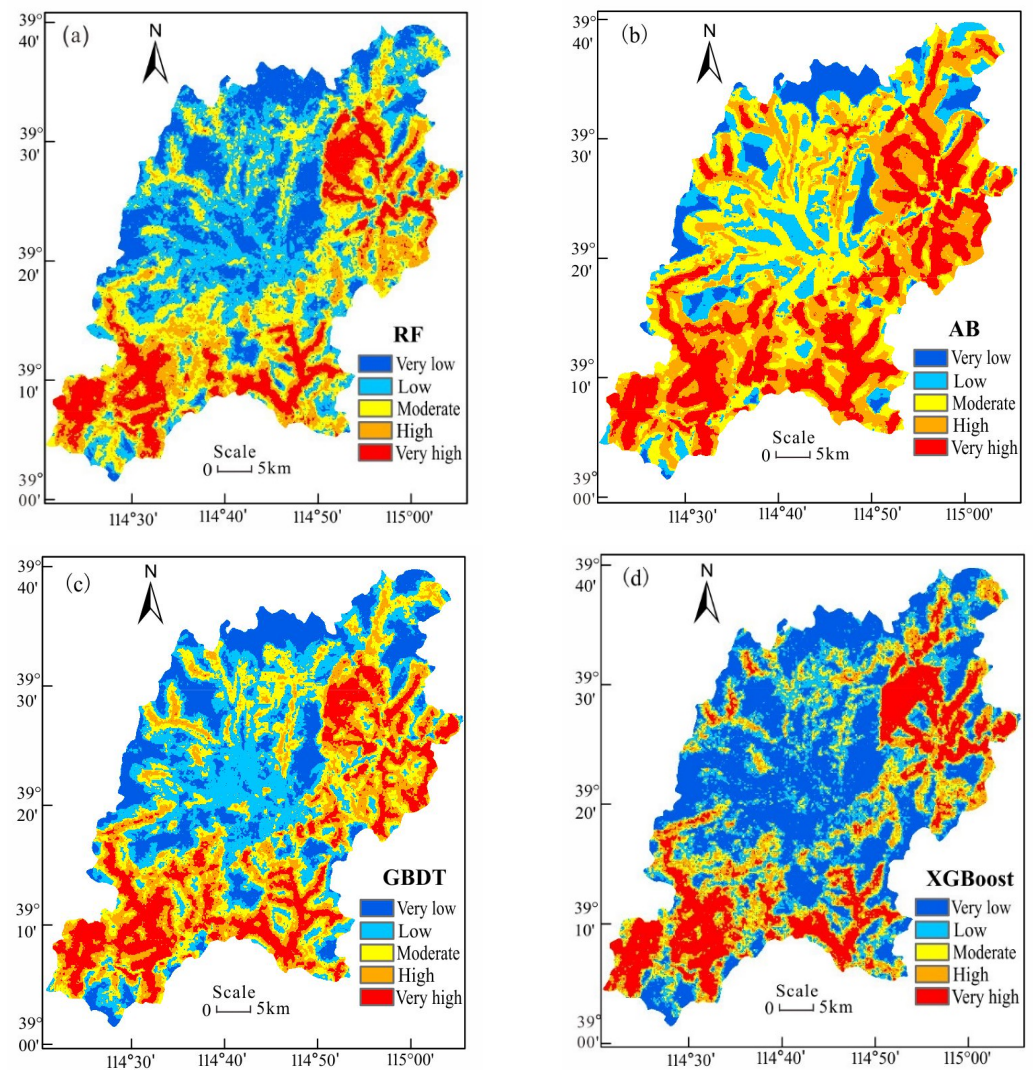 (a)
N
39°
40'
39°
30'
39°
20'
39°
10'
39°
00'
RF
Very low
Low
Moderate
High
Very high
Scale
0 5km
114°30' 114°40' 114°50' 115°00'
(b)
N
39°
40'
39°
30'
39°
20'
39°
10'
39°
00'
AB
Very low
Low
Moderate
High
Very high
Scale
0 5km
114°30' 114°40' 114°50' 115°00'
(c)
N
39°
40'
39°
30'
39°
20'
39°
10'
39°
00'
GBDT
Very low
Low
Moderate
High
Very high
Scale
0 5km
114°30' 114°40' 114°50' 115°00'
(d)
N
39°
40'
39°
30'
39°
20'
39°
10'
39°
00'
XGBoost
Very low
Low
Moderate
High
Very high
Scale
0 5km
114°30' 114°40' 114°50' 115°00'